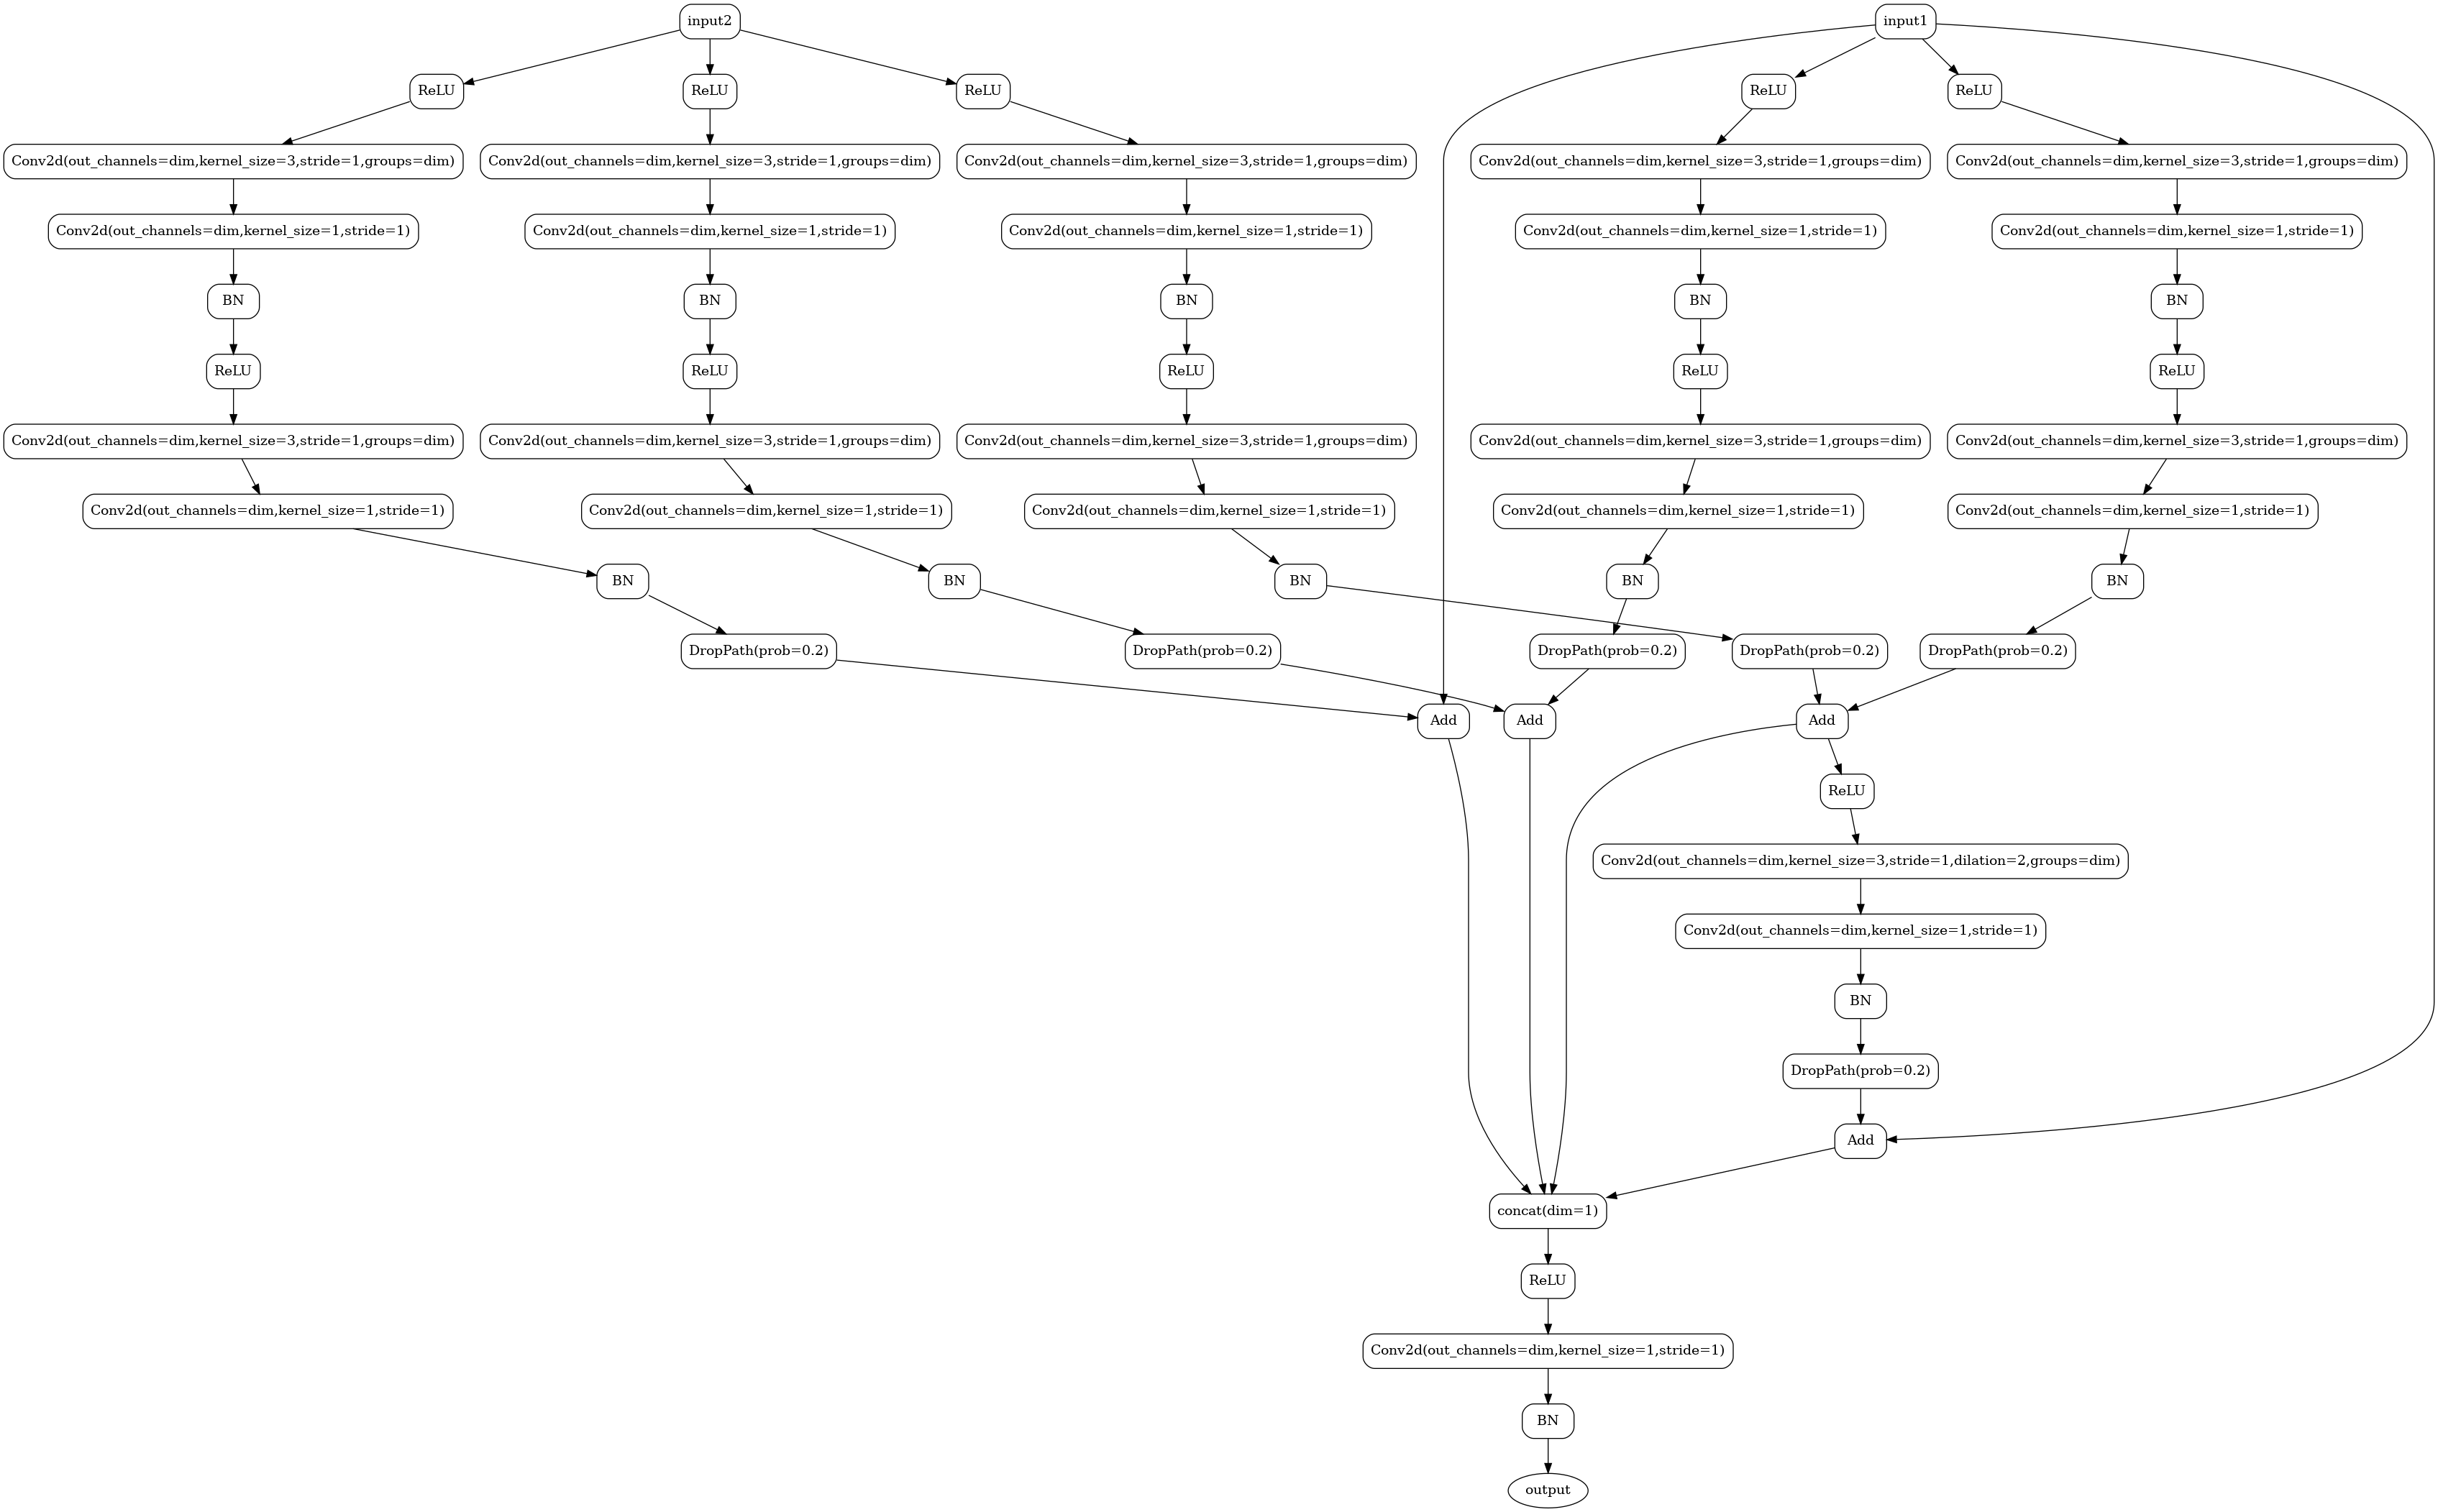 input2
input1
ReLU
ReLU
ReLU
ReLU
ReLU
Conv2d(out_channels=dim,kernel_size=3,stride=1,groups=dim)
Conv2d(out_channels=dim,kernel_size=3,stride=1,groups=dim)
Conv2d(out_channels=dim,kernel_size=3,stride=1,groups=dim)
Conv2d(out_channels=dim,kernel_size=3,stride=1,groups=dim)
Conv2d(out_channels=dim,kernel_size=3,stride=1,groups=dim)
Conv2d(out_channels=dim,kernel_size=1,stride=1)
Conv2d(out_channels=dim,kernel_size=1,stride=1)
Conv2d(out_channels=dim,kernel_size=1,stride=1)
Conv2d(out_channels=dim,kernel_size=1,stride=1)
Conv2d(out_channels=dim,kernel_size=1,stride=1)
BN
BN
BN
BN
BN
ReLU
ReLU
ReLU
ReLU
ReLU
Conv2d(out_channels=dim,kernel_size=3,stride=1,groups=dim)
Conv2d(out_channels=dim,kernel_size=3,stride=1,groups=dim)
Conv2d(out_channels=dim,kernel_size=3,stride=1,groups=dim)
Conv2d(out_channels=dim,kernel_size=3,stride=1,groups=dim)
Conv2d(out_channels=dim,kernel_size=3,stride=1,groups=dim)
Conv2d(out_channels=dim,kernel_size=1,stride=1)
Conv2d(out_channels=dim,kernel_size=1,stride=1)
Conv2d(out_channels=dim,kernel_size=1,stride=1)
Conv2d(out_channels=dim,kernel_size=1,stride=1)
Conv2d(out_channels=dim,kernel_size=1,stride=1)
BN
BN
BN
BN
BN
DropPath(prob=0.2)
DropPath(prob=0.2)
DropPath(prob=0.2)
DropPath(prob=0.2)
DropPath(prob=0.2)
Add
Add
Add
ReLU
Conv2d(out_channels=dim,kernel_size=3,stride=1,dilation=2,groups=dim)
Conv2d(out_channels=dim,kernel_size=1,stride=1)
BN
DropPath(prob=0.2)
Add
concat(dim=1)
ReLU
Conv2d(out_channels=dim,kernel_size=1,stride=1)
BN
output